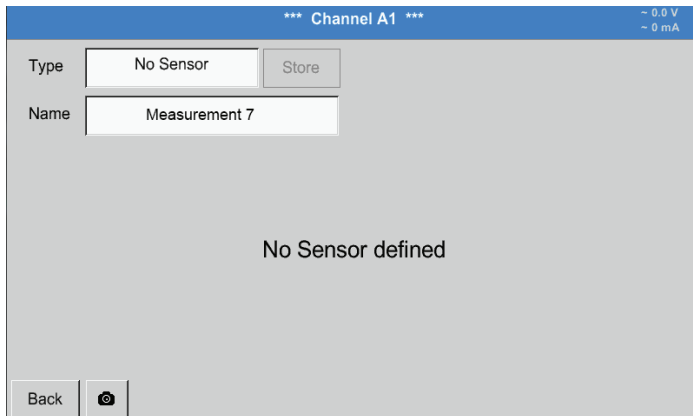 *** Channel A1 ***
~ 0.0 V
~ 0 mA
Type No Sensor Store
Name Measurement 7
No Sensor defined
Back